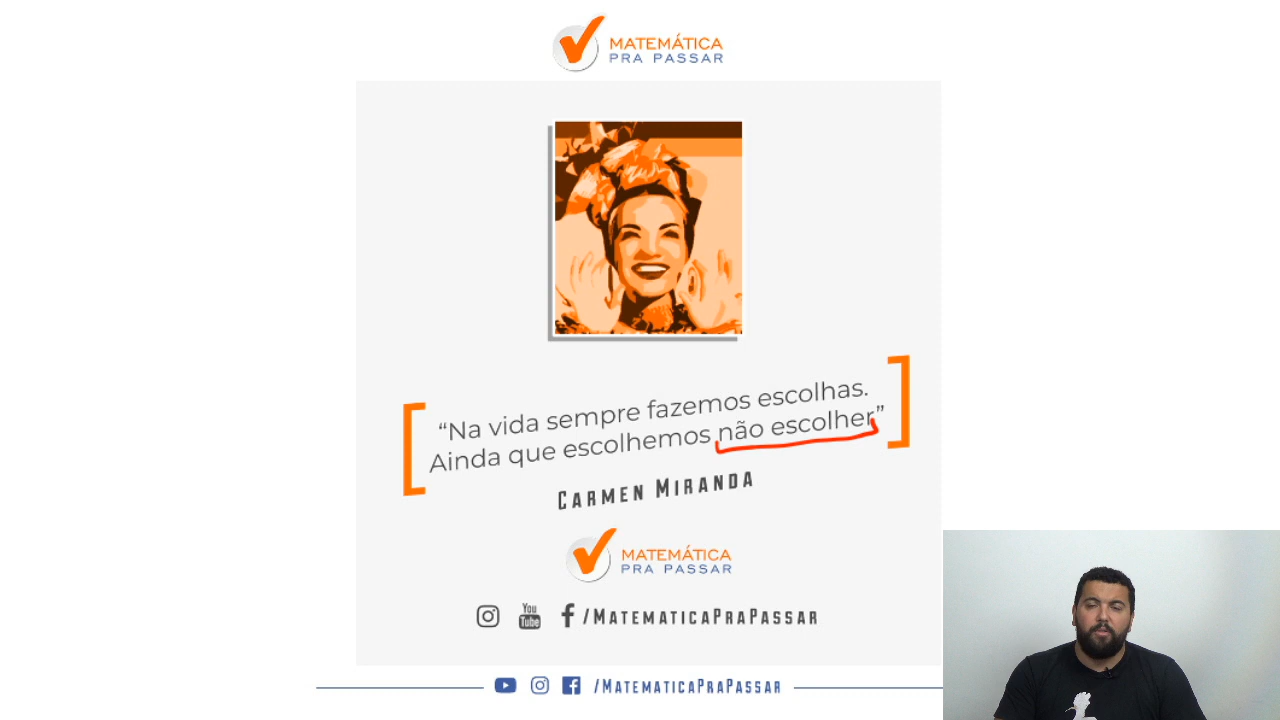 MATEMÁTICA
PRA PASSAR
“Na vida sempre fazemos escolhas.
Ainda que escolhemos não escolher”
CARMEN MIRANDA
MATEMÁTICA
PRA PASSAR
You Tube /MATEMATICAPRAPASSAR
/MATEMATICAPRAPASSAR